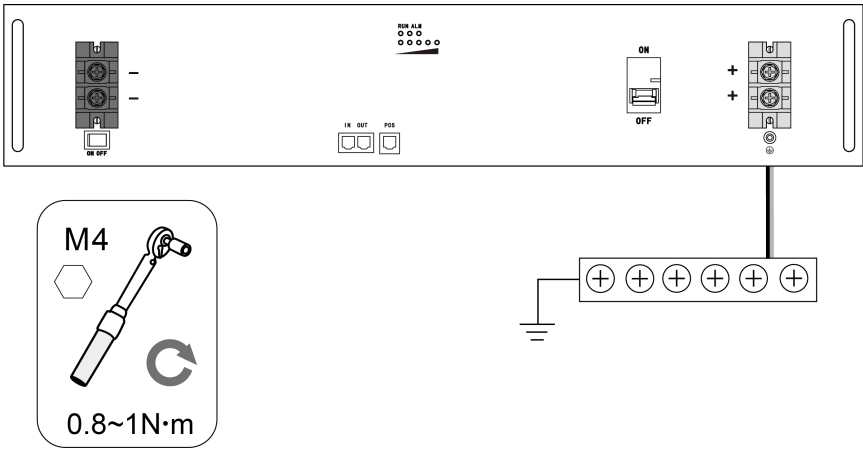 RUN ALM
ON
−
+
−
+
OFF
IN OUT POS
ON OFF
M4
0.8~1N·m